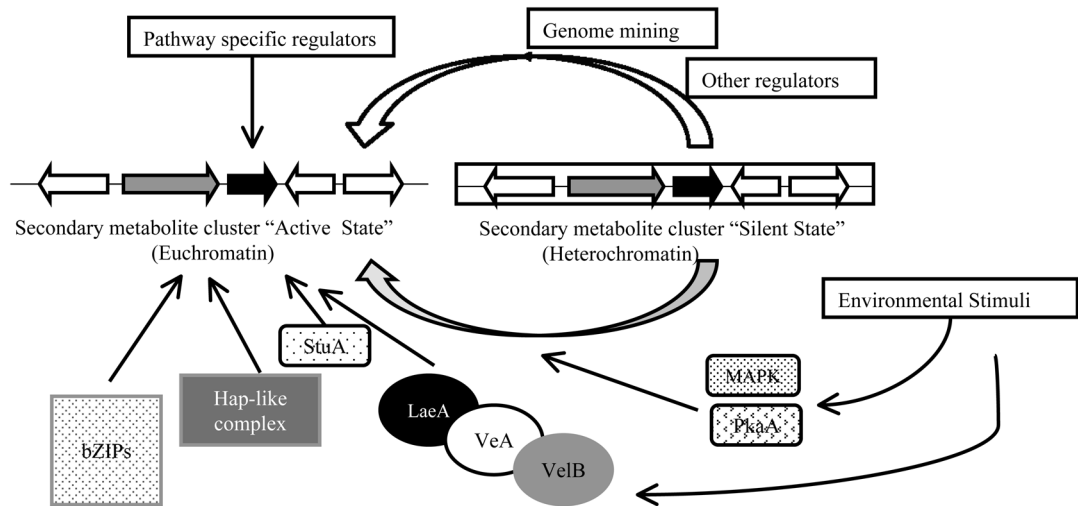 Genome mining
Pathway specific regulators
Other regulators
Secondary metabolite cluster “Active State”
(Euchromatin)
Secondary metabolite cluster “Silent State”
(Heterochromatin)
Environmental Stimuli
StuA
MAPK
PkaA
Hap-like
complex
LaeA
VeA
VelB
bZIPs